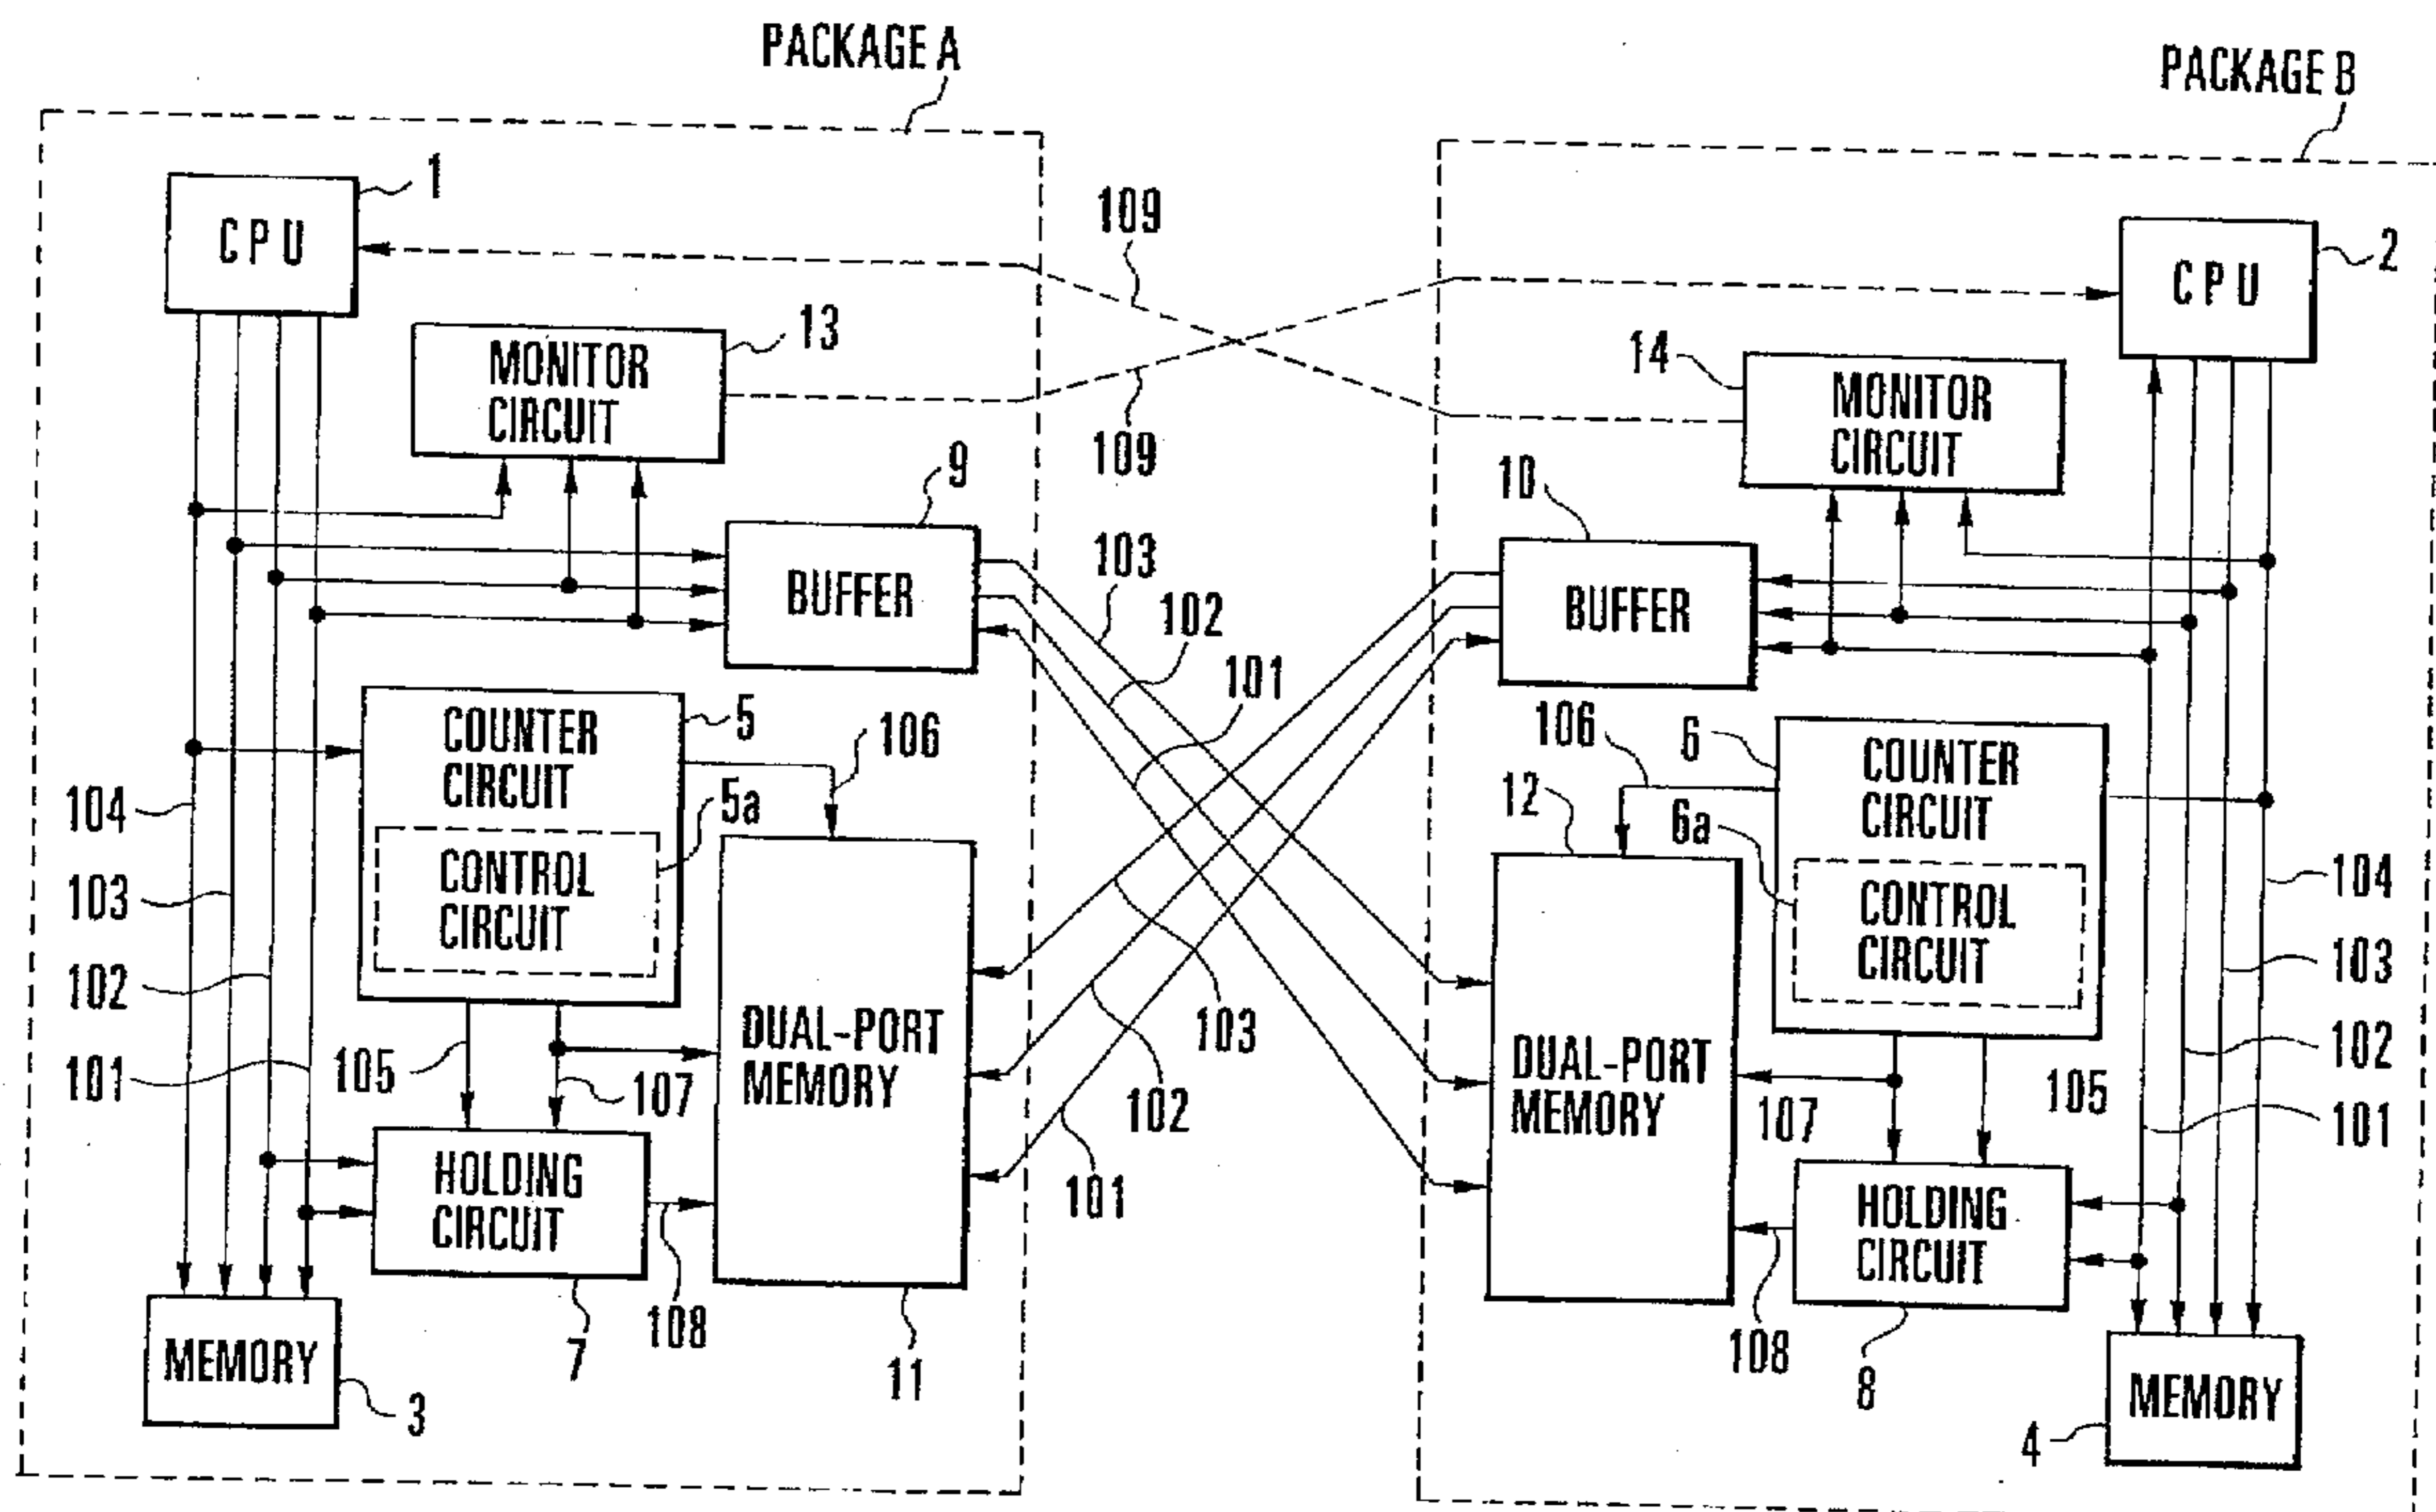 PACKAGE A
PACKAGE B
1
CPU
109
2
CPU
13
MONITOR
CIRCUIT
14
MONITOR
CIRCUIT
109
9
BUFFER
10
BUFFER
103
102
101
5
COUNTER
CIRCUIT
106
5a
CONTROL
CIRCUIT
106
6
COUNTER
CIRCUIT
12
6a
CONTROL
CIRCUIT
104
103
102
101
104
103
102
101
105
107
DUAL-PORT
MEMORY
103
102
101
DUAL-PORT
MEMORY
107
105
HOLDING
CIRCUIT
7
108
11
HOLDING
CIRCUIT
108
8
MEMORY
3
MEMORY
4